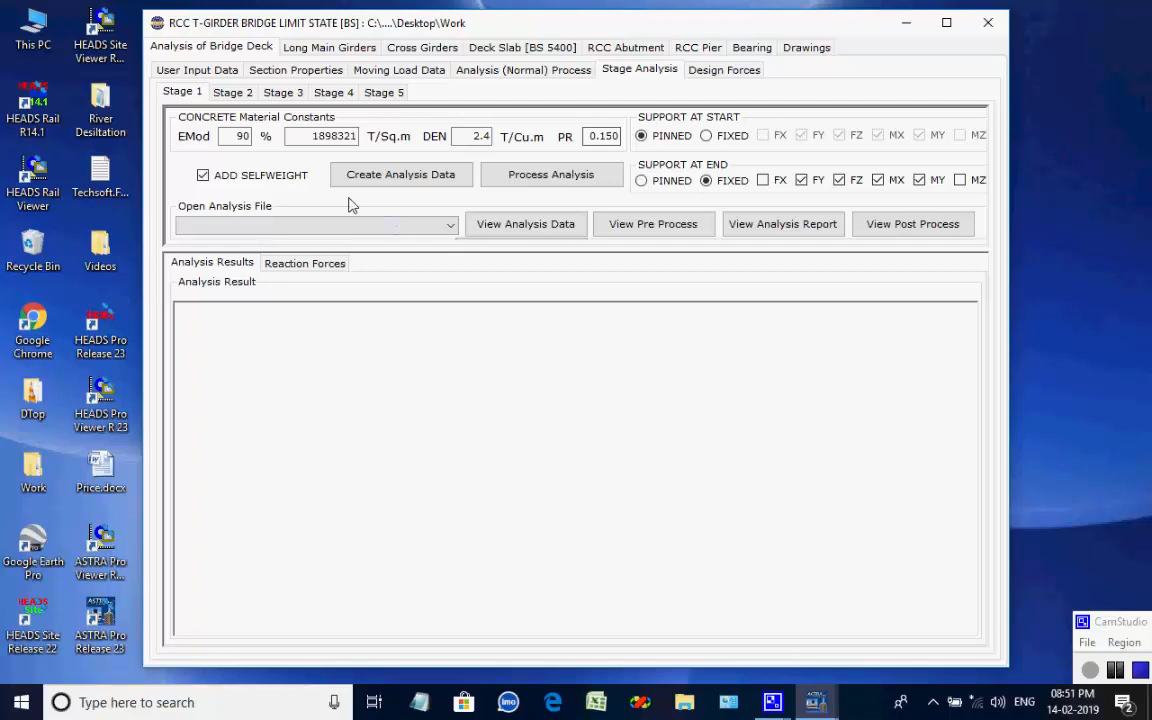 This PC
HEADS Site
Viewer R...
HEADS Rail
R14.1
River
Desiltation
HEADS Rail
Viewer
Techsoft.F...
Recycle Bin
Videos
Google
Chrome
HEADS Pro
Release 23
DTop
HEADS Pro
Viewer R 23
Work
Price.docx
Google Earth
Pro
ASTRA Pro
Viewer R...
HEADS Site
Release 22
ASTRA Pro
Release 23
RCC T-GIRDER BRIDGE LIMIT STATE [BS] : C:\....\Desktop\Work
Analysis of Bridge Deck Long Main Girders Cross Girders Deck Slab [BS 5400] RCC Abutment RCC Pier Bearing Drawings
User Input Data Section Properties Moving Load Data Analysis (Normal) Process Stage Analysis Design Forces
Stage 1 Stage 2 Stage 3 Stage 4 Stage 5
CONCRETE Material Constants
EMod 90 % 1898321 T/Sq.m DEN 2.4 T/Cu.m PR 0.150
SUPPORT AT START
PINNED FIXED FX FY FZ MX MY MZ
ADD SELFWEIGHT Create Analysis Data Process Analysis
SUPPORT AT END
PINNED FIXED FX FY FZ MX MY MZ
Open Analysis File
View Analysis Data View Pre Process View Analysis Report View Post Process
Analysis Results Reaction Forces
Analysis Result
CamStudio
File Region
Type here to search
imo
ASTRA
ENG
08:51 PM
14-02-2019
2